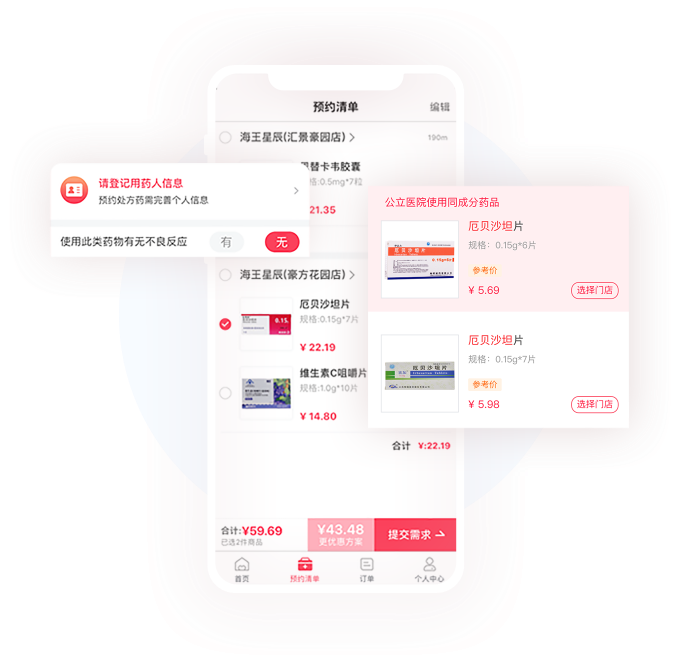 预约清单
编辑
海王星辰(汇景豪园店)
190m
替卡韦胶囊
格:0.5mg*7粒
21.35
请登记用药人信息
预约处方药需完善个人信息
使用此类药物有无不良反应
有
无
海王星辰(豪方花园店)
厄贝沙坦片
规格:0.15g*7片
¥ 22.19
维生素C咀嚼片
规格:1.0g*10片
¥ 14.80
合计 ¥:22.19
合计:¥59.69
已选2件商品
¥43.48
更优惠方案
提交需求
首页
预约清单
订单
个人中心
公立医院使用同成分药品
厄贝沙坦片
规格：0.15g*6片
参考价
¥ 5.69
选择门店
厄贝沙坦片
规格：0.15g*7片
参考价
¥ 5.98
选择门店